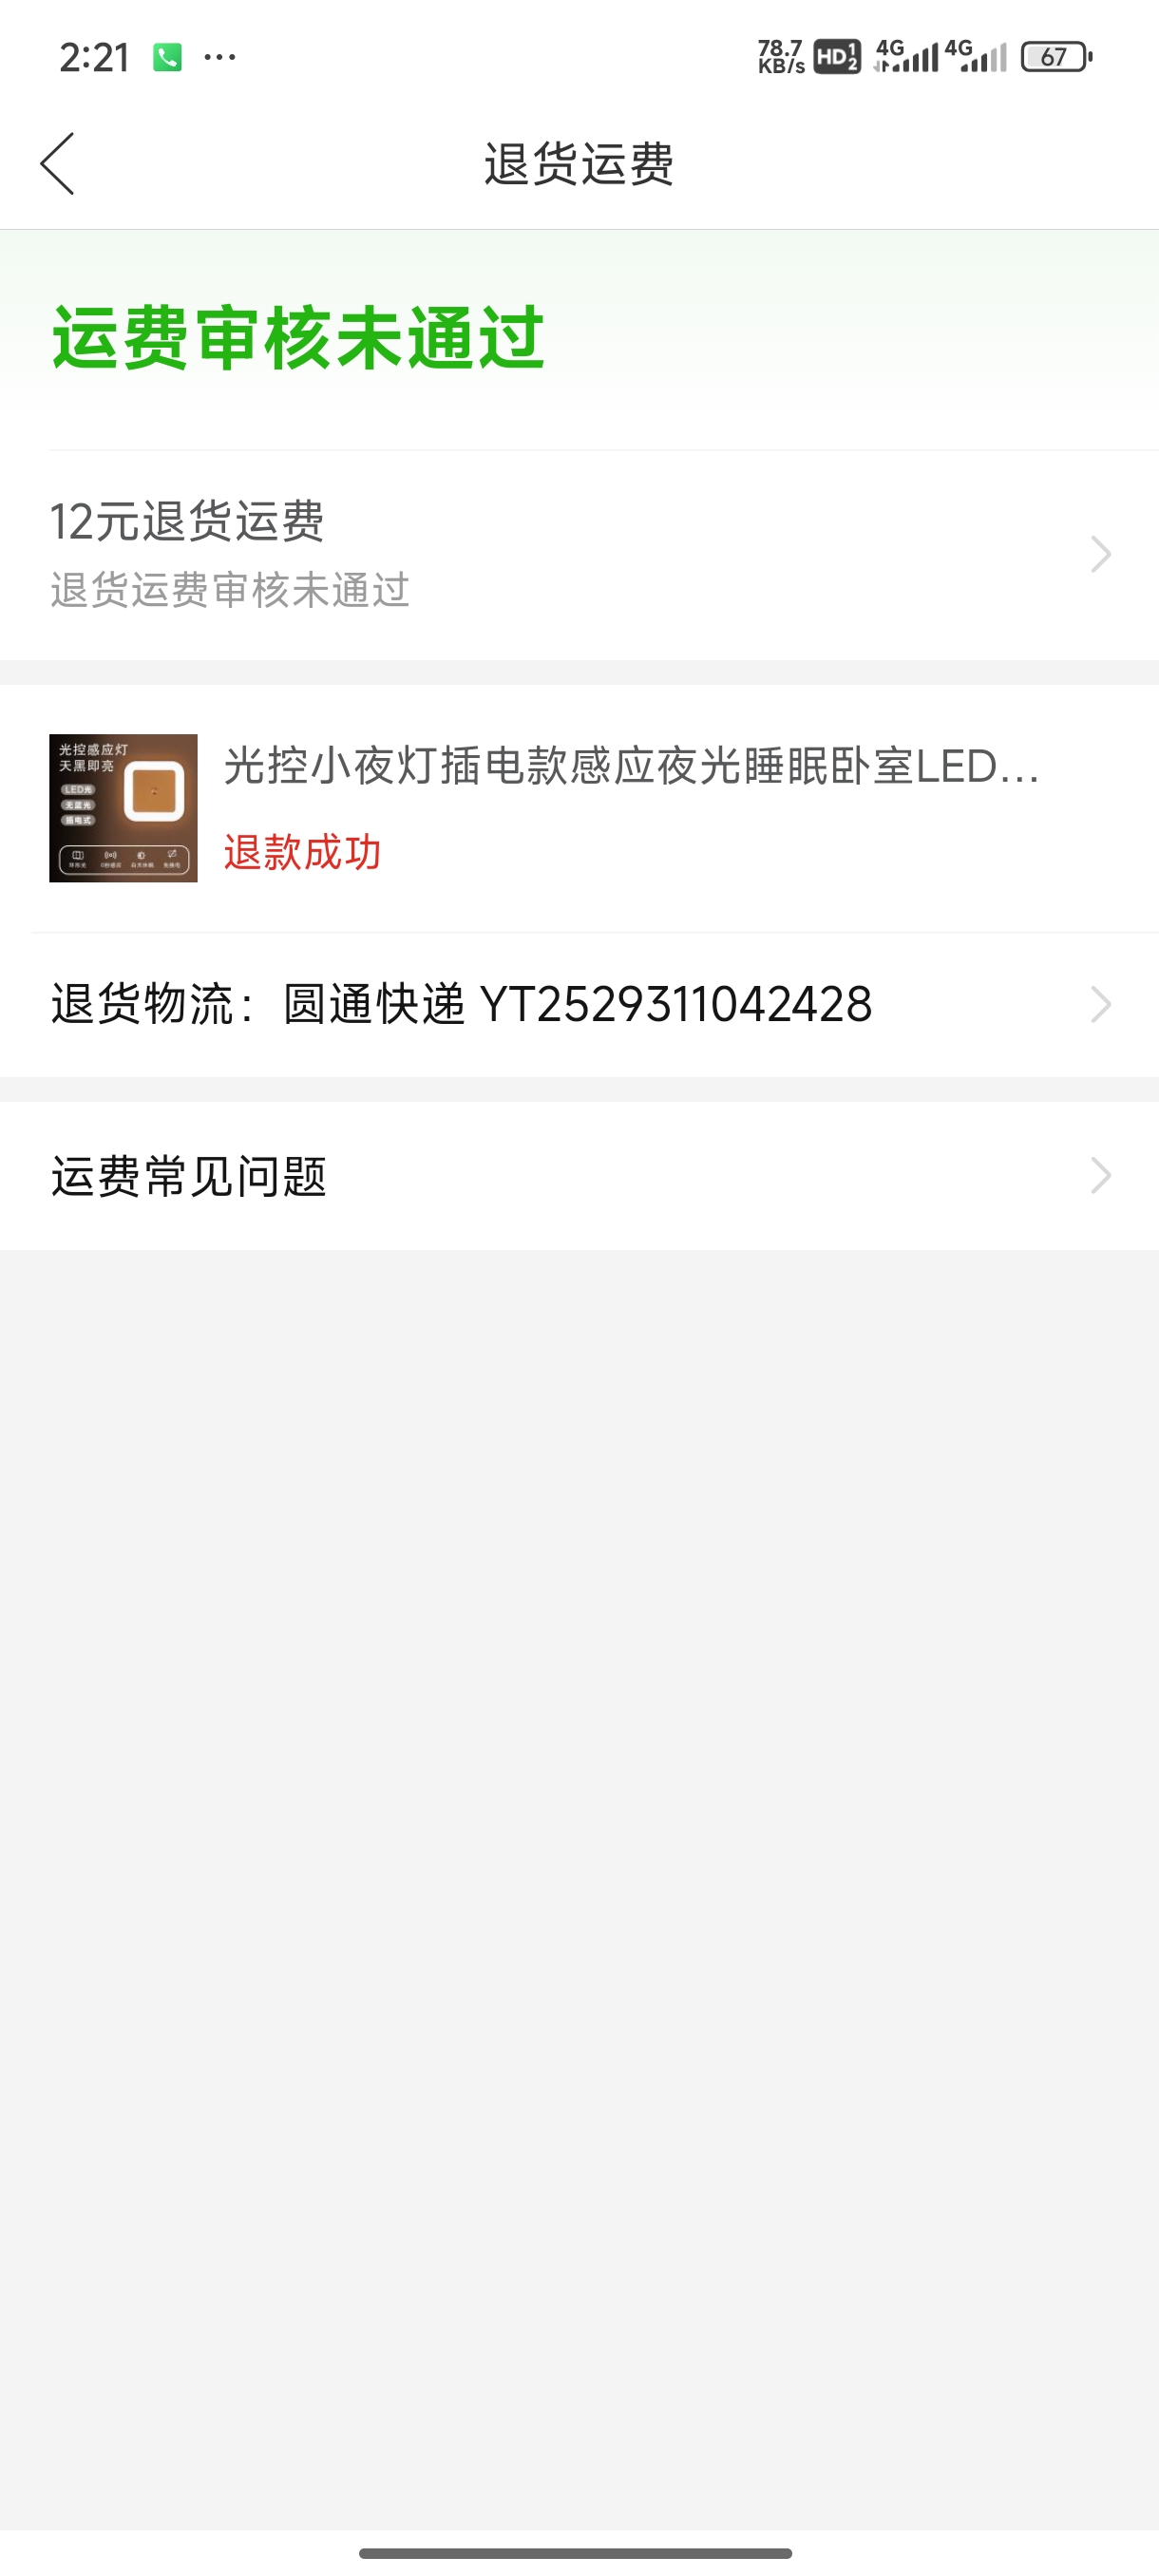 2:21 ... 78.7 KB/s HD 1 2 4G 4G 67
退货运费
运费审核未通过
12元退货运费
退货运费审核未通过
光控感应灯
天黑即亮
LED光
无蓝光
插电式
光控小夜灯插电款感应夜光睡眠卧室LED...
退款成功
退货物流：圆通快递 YT2529311042428
运费常见问题